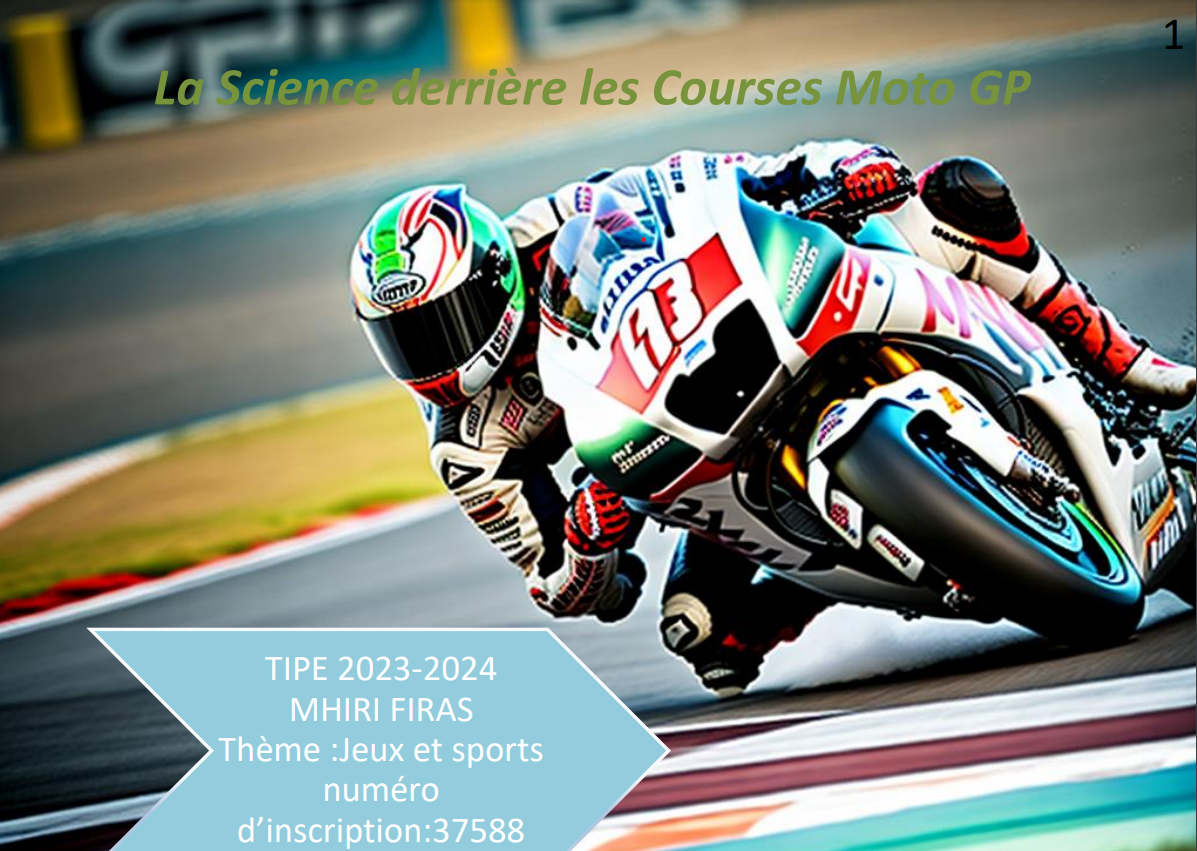 1
La Science derrière les Courses Moto GP
13
TIPE 2023-2024
MHIRI FIRAS
Thème :Jeux et sports
numéro
d’inscription:37588